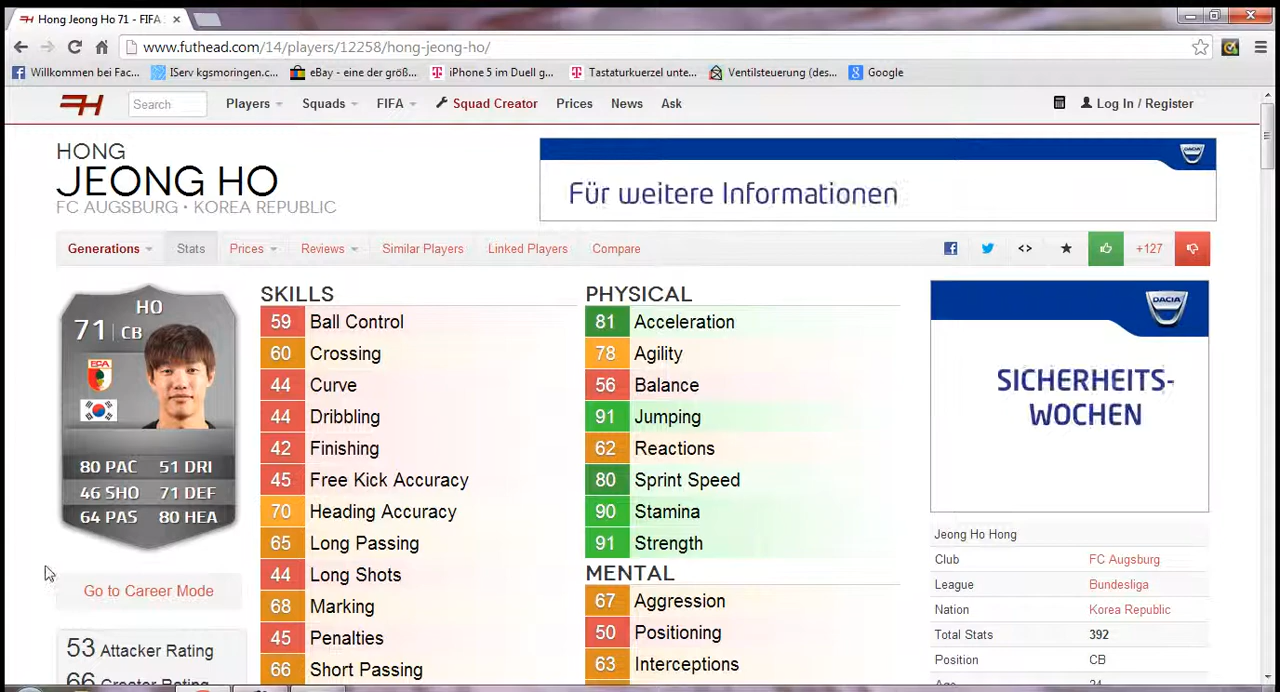 Hong Jeong Ho 71 - FIFA
www.futhead.com/14/players/12258/hong-jeong-ho/
Willkommen bei Fac... IServ kgsmoringen.c... eBay - eine der größ... iPhone 5 im Duell g... Tastaturkuerzel unte... Ventilsteuerung (des... Google
Search Players Squads FIFA Squad Creator Prices News Ask Log In / Register
HONG
JEONG HO
FC AUGSBURG • KOREA REPUBLIC
DACIA
Für weitere Informationen
Generations Stats Prices Reviews Similar Players Linked Players Compare +127
HO
71 CB
FCA
80 PAC 51 DRI
46 SHO 71 DEF
64 PAS 80 HEA
Go to Career Mode
53 Attacker Rating
66 Creator Rating
SKILLS
59 Ball Control
60 Crossing
44 Curve
44 Dribbling
42 Finishing
45 Free Kick Accuracy
70 Heading Accuracy
65 Long Passing
44 Long Shots
68 Marking
45 Penalties
66 Short Passing
PHYSICAL
81 Acceleration
78 Agility
56 Balance
91 Jumping
62 Reactions
80 Sprint Speed
90 Stamina
91 Strength
MENTAL
67 Aggression
50 Positioning
63 Interceptions
DACIA
SICHERHEITS-
WOCHEN
Jeong Ho Hong
Club FC Augsburg
League Bundesliga
Nation Korea Republic
Total Stats 392
Position CB
Age 24